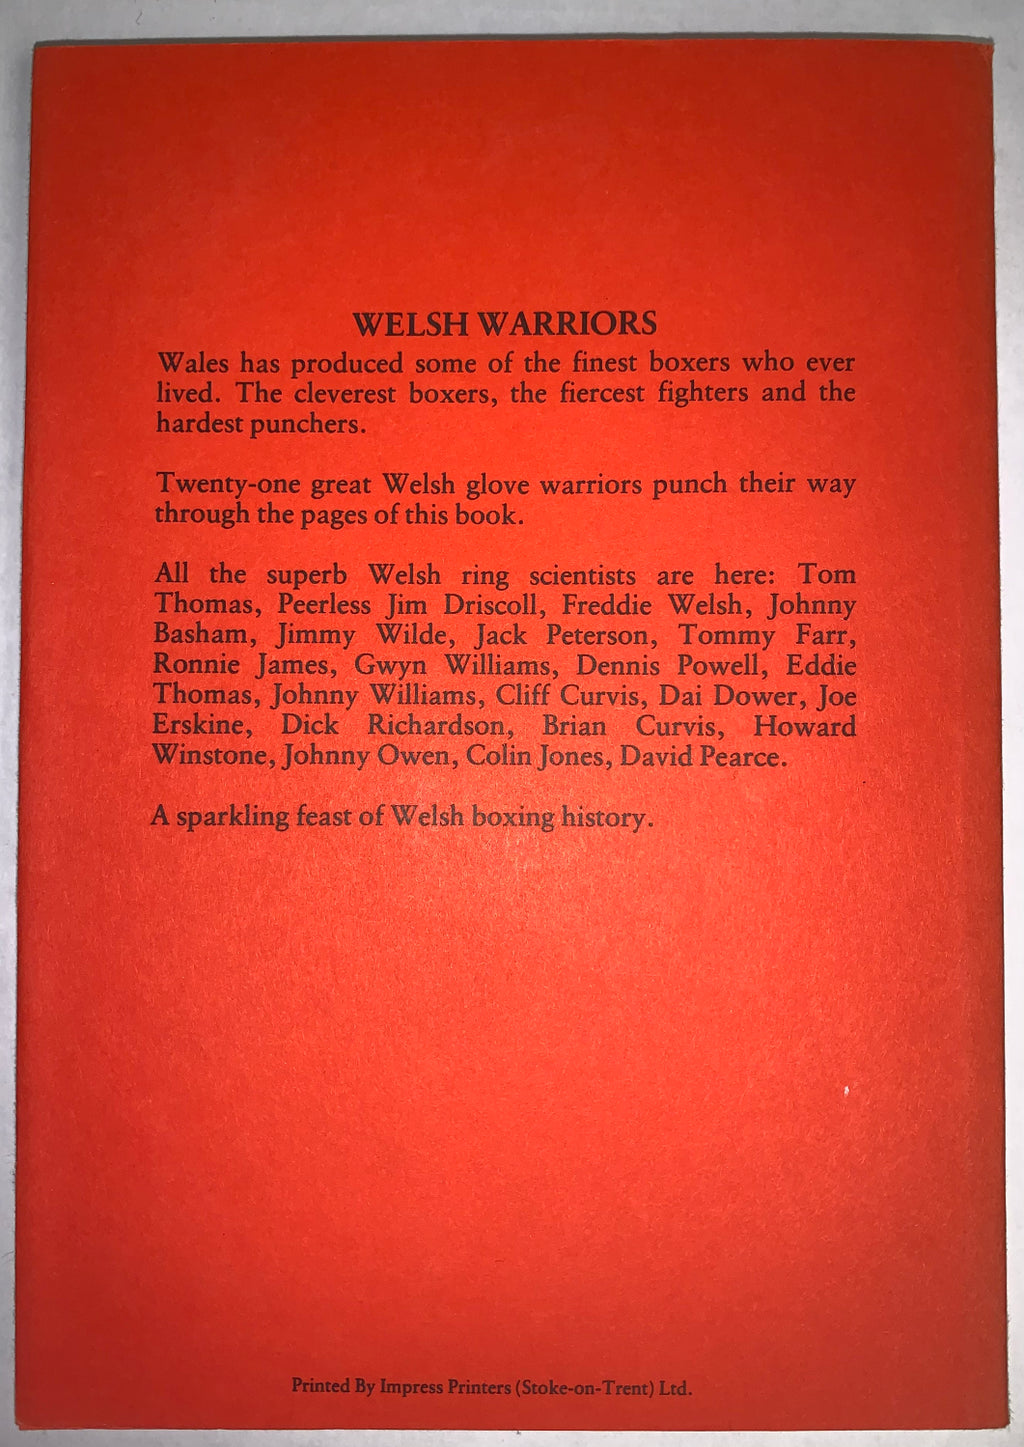 WELSH WARRIORS
Wales has produced some of the finest boxers who ever
lived. The cleverest boxers, the fiercest fighters and the
hardest punchers.
Twenty-one great Welsh glove warriors punch their way
through the pages of this book.
All the superb Welsh ring scientists are here: Tom
Thomas, Peerless Jim Driscoll, Freddie Welsh, Johnny
Basham, Jimmy Wilde, Jack Peterson, Tommy Farr,
Ronnie James, Gwyn Williams, Dennis Powell, Eddie
Thomas, Johnny Williams, Cliff Curvis, Dai Dower, Joe
Erskine, Dick Richardson, Brian Curvis, Howard
Winstone, Johnny Owen, Colin Jones, David Pearce.
A sparkling feast of Welsh boxing history.
Printed By Impress Printers (Stoke-on-Trent) Ltd.